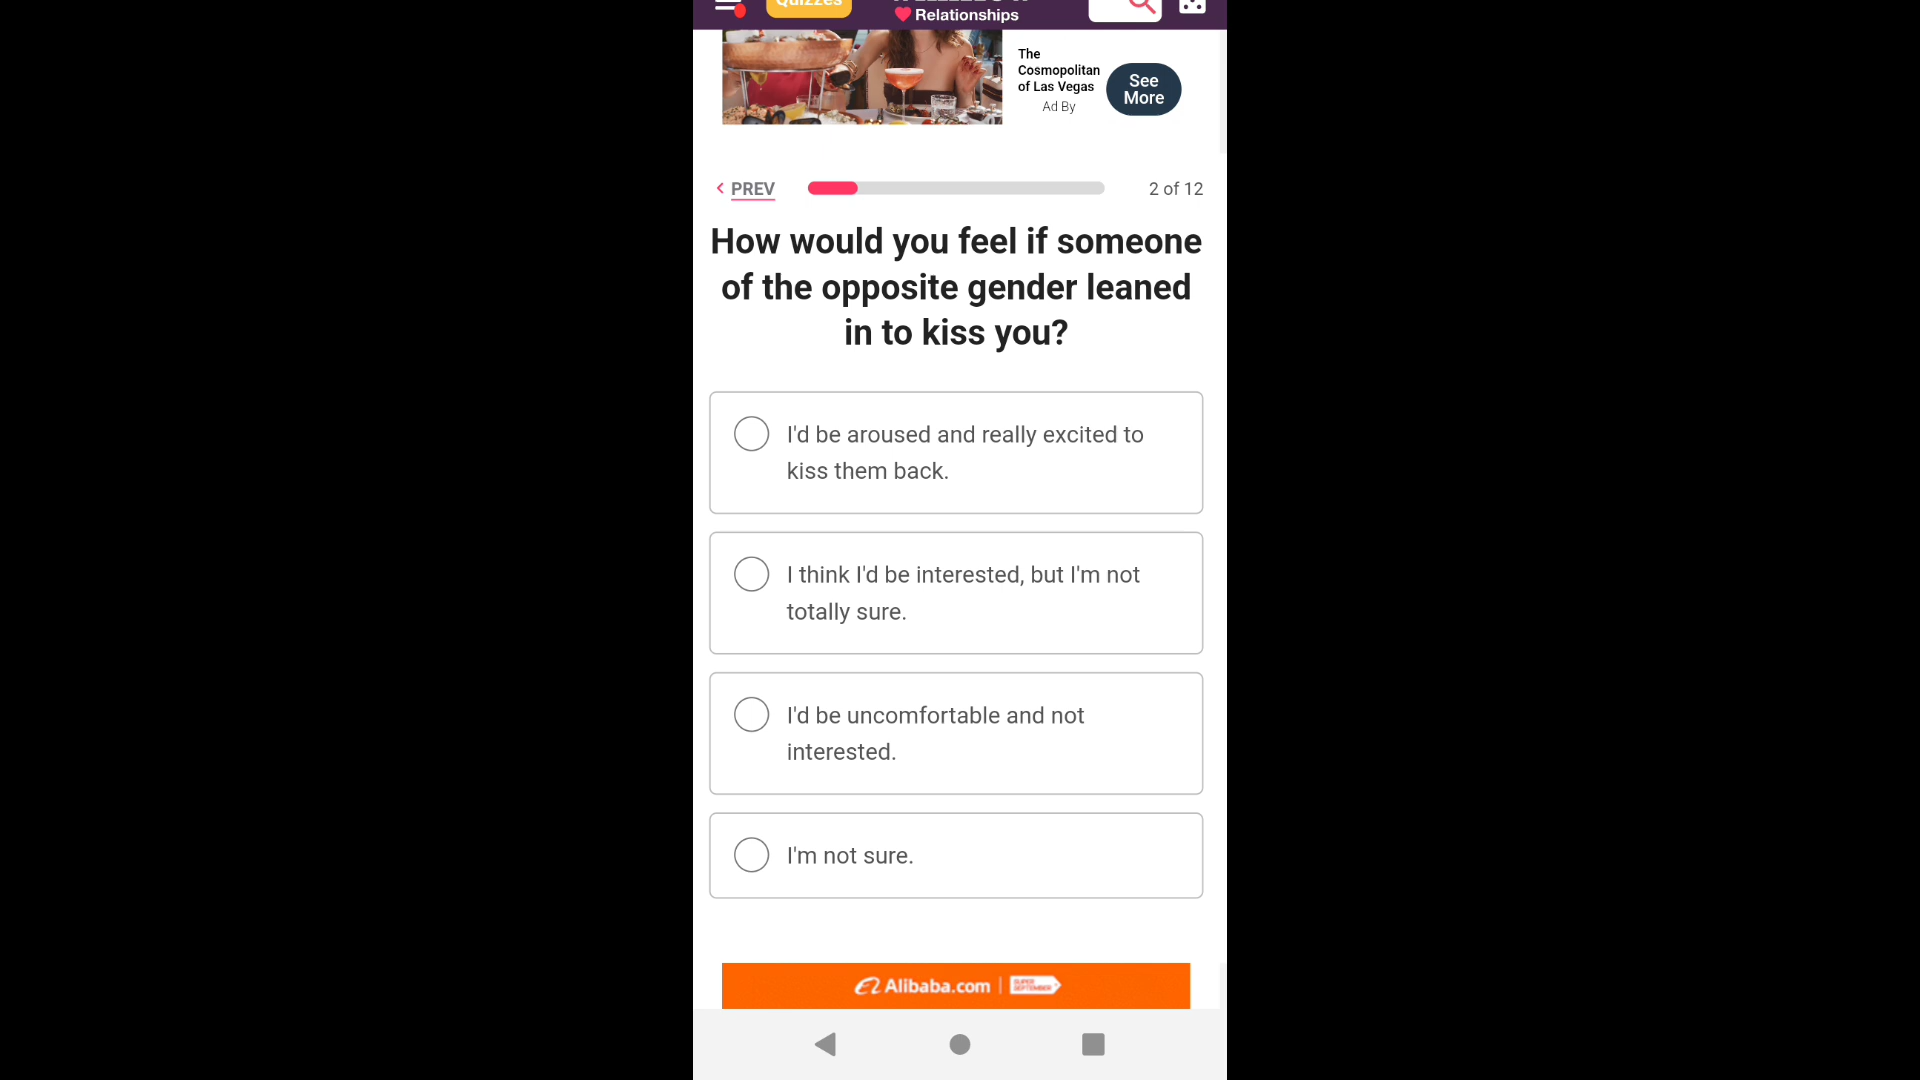 Quizzes
Relationships
The
Cosmopolitan
of Las Vegas
Ad By
See
More
PREV
2 of 12
How would you feel if someone
of the opposite gender leaned
in to kiss you?
I'd be aroused and really excited to
kiss them back.
I think I'd be interested, but I'm not
totally sure.
I'd be uncomfortable and not
interested.
I'm not sure.
Alibaba.com
SUPER
SEPTEMBER